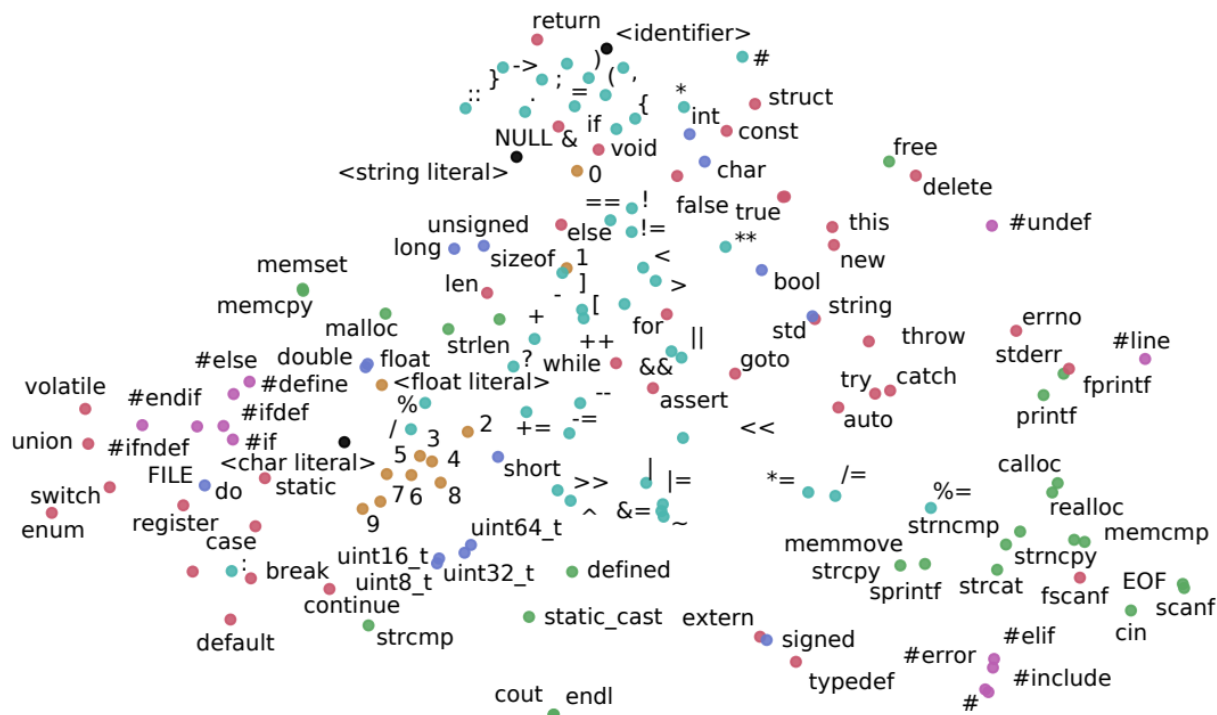 return
<identifier>
#
} -> ; ) ( ,
:: . = { * int struct
NULL & if void const
<string literal> 0 char free
delete
== ! false true
unsigned else != this #undef
long sizeof ** new
memset 1 < bool
memcpy len - ] > string
malloc + [ for std throw errno
#else double float strlen ++ || #line
volatile #define ? while && goto stderr
#endif <float literal> try catch fprintf
#ifdef % -- assert auto printf
union #ifndef #if / += -= <<
2
<char literal> 5 3 4 short | calloc
FILE do static >> |= *= /= %=
switch 7 6 8 realloc
enum register 9 ^ &= ~
case uint64_t strncmp memcmp
: break uint16_t uint32_t defined memmove strncpy
uint8_t strcpy sprintf strcat fscanf EOF
continue scanf
default strcmp static_cast extern signed cin
#elif
#error
typedef #include
cout endl #